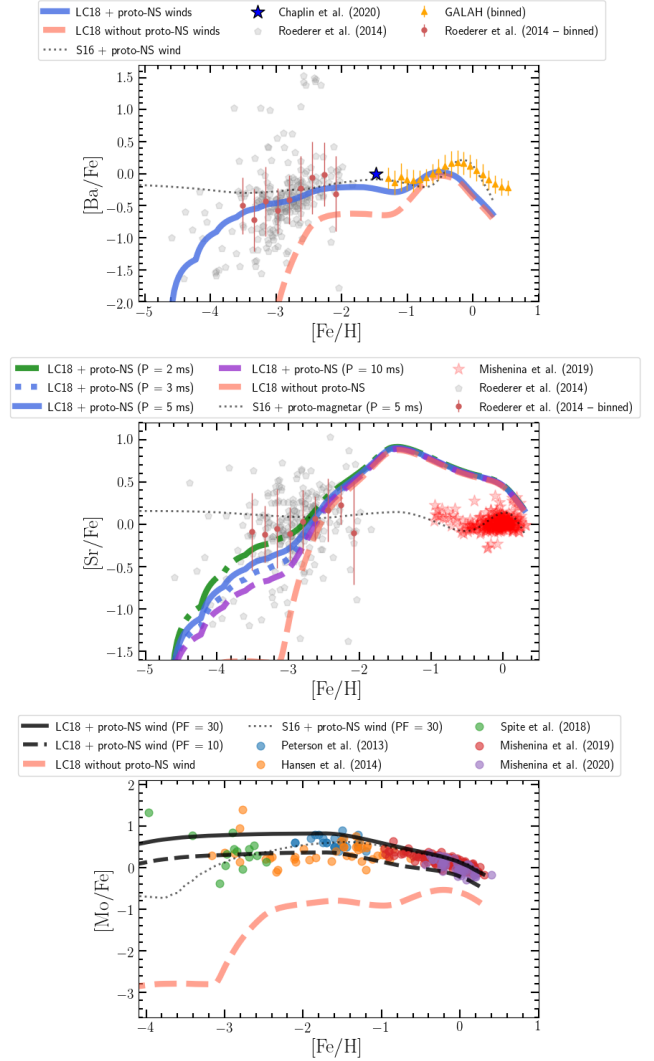 LC18 + proto-NS winds
LC18 without proto-NS winds
S16 + proto-NS wind
Chaplin et al. (2020)
Roederer et al. (2014)
GALAH (binned)
Roederer et al. (2014 – binned)
1.5
1.0
0.5
0.0
−0.5
−1.0
−1.5
−2.0
[Ba/Fe]
−5 −4 −3 −2 −1 0 1
[Fe/H]
LC18 + proto-NS (P = 2 ms)
LC18 + proto-NS (P = 3 ms)
LC18 + proto-NS (P = 5 ms)
LC18 + proto-NS (P = 10 ms)
LC18 without proto-NS
S16 + proto-magnetar (P = 5 ms)
Mishenina et al. (2019)
Roederer et al. (2014)
Roederer et al. (2014 – binned)
1.0
0.5
0.0
−0.5
−1.0
−1.5
[Sr/Fe]
−5 −4 −3 −2 −1 0
[Fe/H]
LC18 + proto-NS wind (PF = 30)
LC18 + proto-NS wind (PF = 10)
LC18 without proto-NS wind
S16 + proto-NS wind (PF = 30)
Peterson et al. (2013)
Hansen et al. (2014)
Spite et al. (2018)
Mishenina et al. (2019)
Mishenina et al. (2020)
2
1
0
−1
−2
−3
[Mo/Fe]
−4 −3 −2 −1 0 1
[Fe/H]